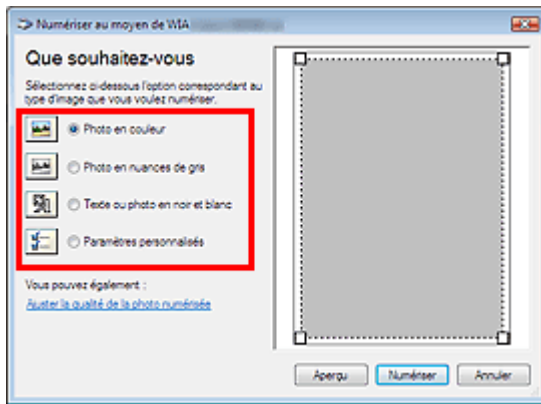 Numériser au moyen de WIA
Que souhaitez-vous
Sélectionnez ci-dessous l'option correspondant au
type d'image que vous voulez numériser.
Photo en couleur
Photo en nuances de gris
Texte ou photo en noir et blanc
Paramètres personnalisés
Vous pouvez également :
Ajuster la qualité de la photo numérisée
Aperçu
Numériser
Annuler